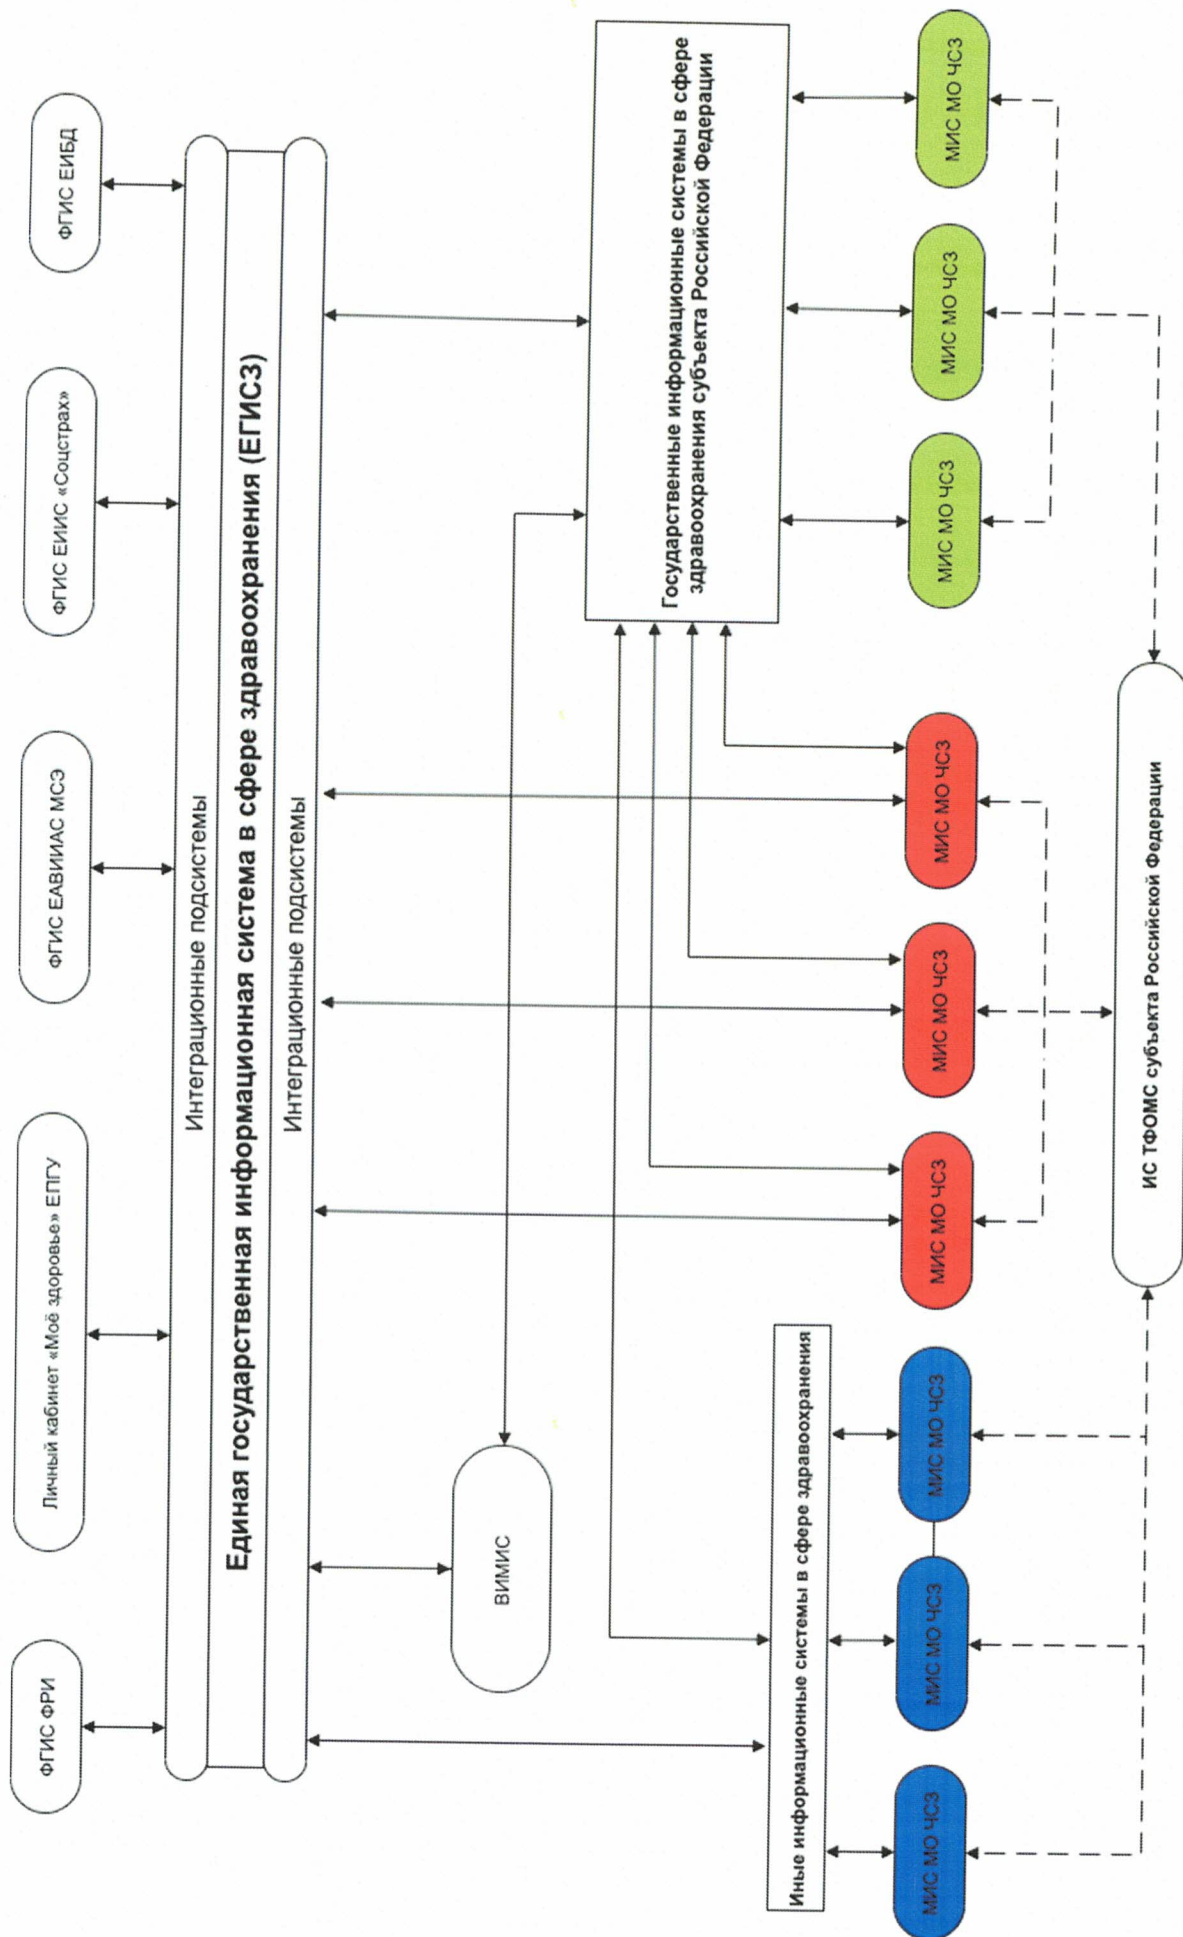 ФГИС ФРИ
Личный кабинет «Моё здоровье» ЕПГУ
ФГИС ЕАВИИАС МСЭ
ФГИС ЕИИС «Соцстрах»
ФГИС ЕИБД
Интеграционные подсистемы
Единая государственная информационная система в сфере здравоохранения (ЕГИСЗ)
Интеграционные подсистемы
ВИМИС
Государственные информационные системы в сфере
здравоохранения субъекта Российской Федерации
Иные информационные системы в сфере здравоохранения
МИС МО ЧСЗ
МИС МО ЧСЗ
МИС МО ЧСЗ
МИС МО ЧСЗ
МИС МО ЧСЗ
МИС МО ЧСЗ
МИС МО ЧСЗ
МИС МО ЧСЗ
МИС МО ЧСЗ
ИС ТФОМС субъекта Российской Федерации